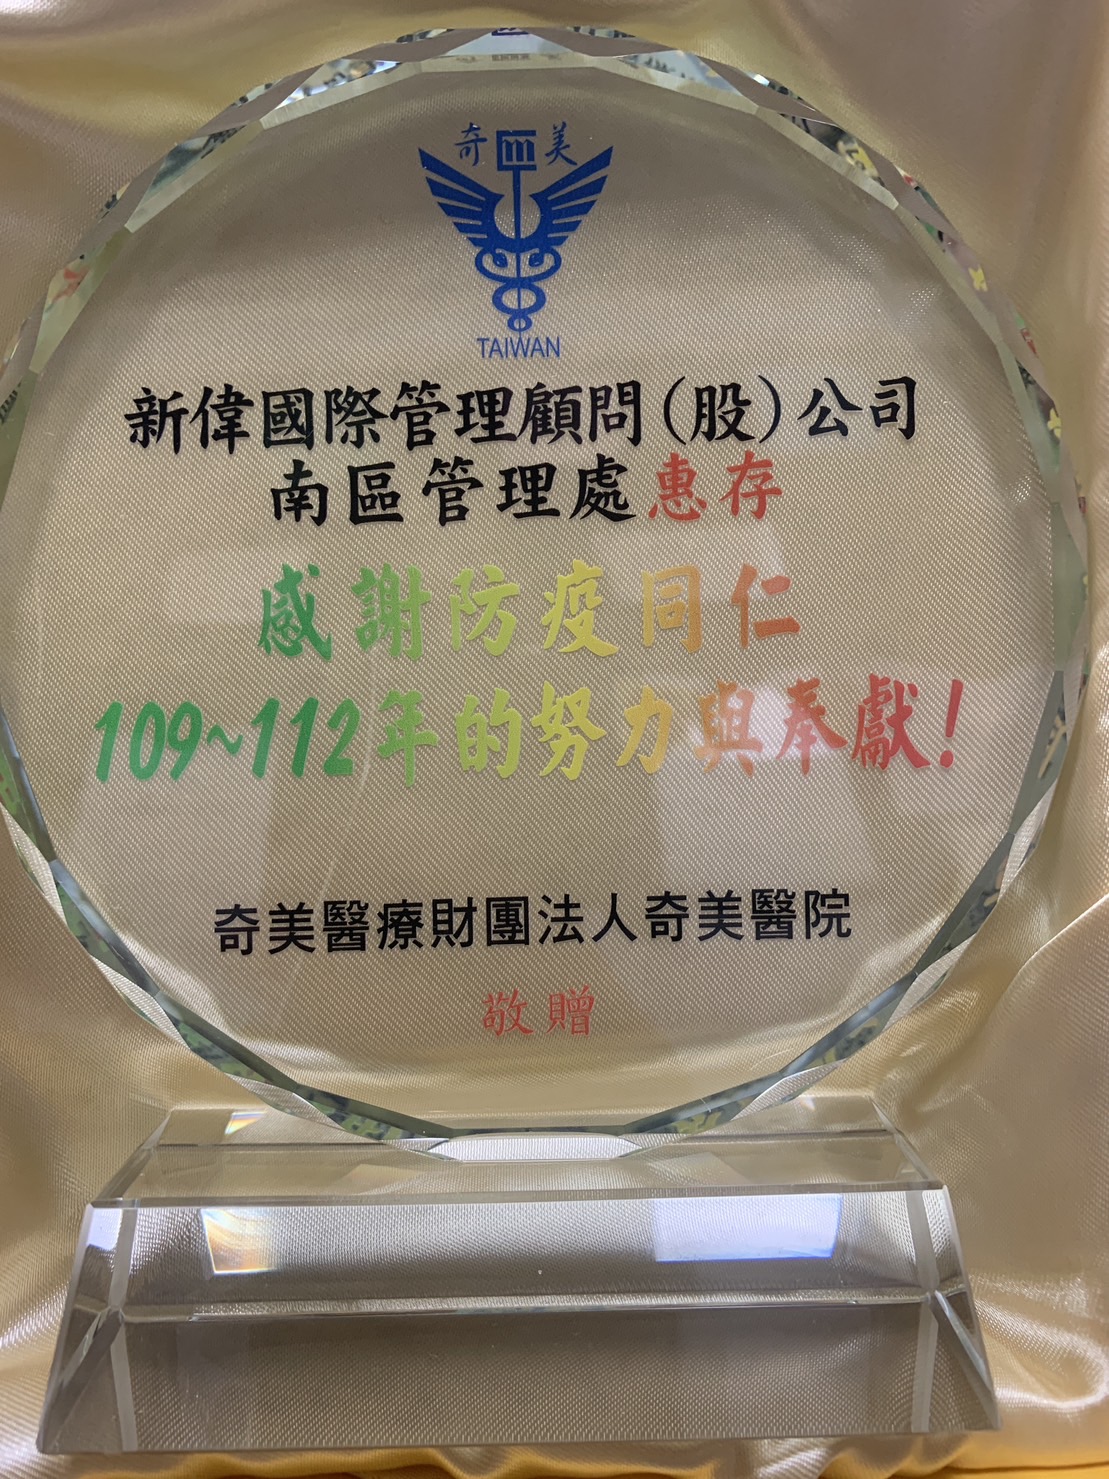 奇美
TAIWAN
新偉國際管理顧問(股)公司
南區管理處惠存
感謝防疫同仁
109~112年的努力與奉獻!
奇美醫療財團法人奇美醫院
敬贈